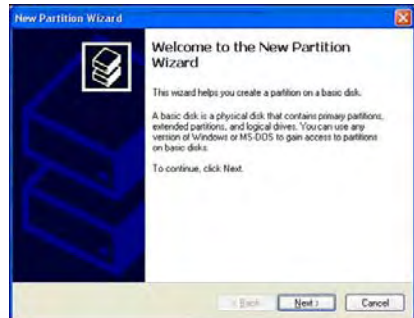 New Partition Wizard
Welcome to the New Partition
Wizard
This wizard helps you create a partition on a basic disk.
A basic disk is a physical disk that contains primary partitions,
extended partitions, and logical drives. You can use any
version of Windows or MS-DOS to gain access to partitions
on basic disks.
To continue, click Next.
< Back Next > Cancel